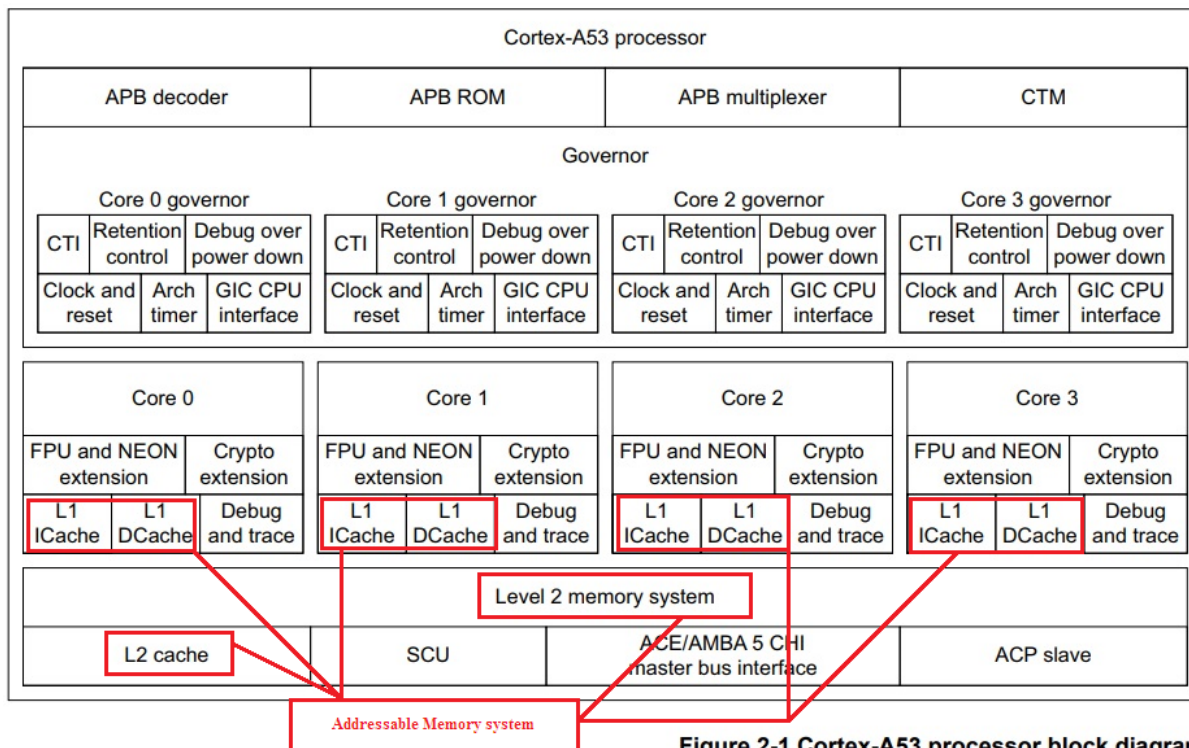 Cortex-A53 processor
APB decoder
APB ROM
APB multiplexer
CTM
Governor
Core 0 governor
CTI
Retention
control
Debug over
power down
Clock and
reset
Arch
timer
GIC CPU
interface
Core 1 governor
CTI
Retention
control
Debug over
power down
Clock and
reset
Arch
timer
GIC CPU
interface
Core 2 governor
CTI
Retention
control
Debug over
power down
Clock and
reset
Arch
timer
GIC CPU
interface
Core 3 governor
CTI
Retention
control
Debug over
power down
Clock and
reset
Arch
timer
GIC CPU
interface
Core 0
FPU and NEON
extension
Crypto
extension
L1
ICache
L1
DCache
Debug
and trace
Core 1
FPU and NEON
extension
Crypto
extension
L1
ICache
L1
DCache
Debug
and trace
Core 2
FPU and NEON
extension
Crypto
extension
L1
ICache
L1
DCache
Debug
and trace
Core 3
FPU and NEON
extension
Crypto
extension
L1
ICache
L1
DCache
Debug
and trace
Level 2 memory system
L2 cache
SCU
ACE/AMBA 5 CHI
master bus interface
ACP slave
Addressable Memory system
Figure 2-1 Cortex-A53 processor block diagra